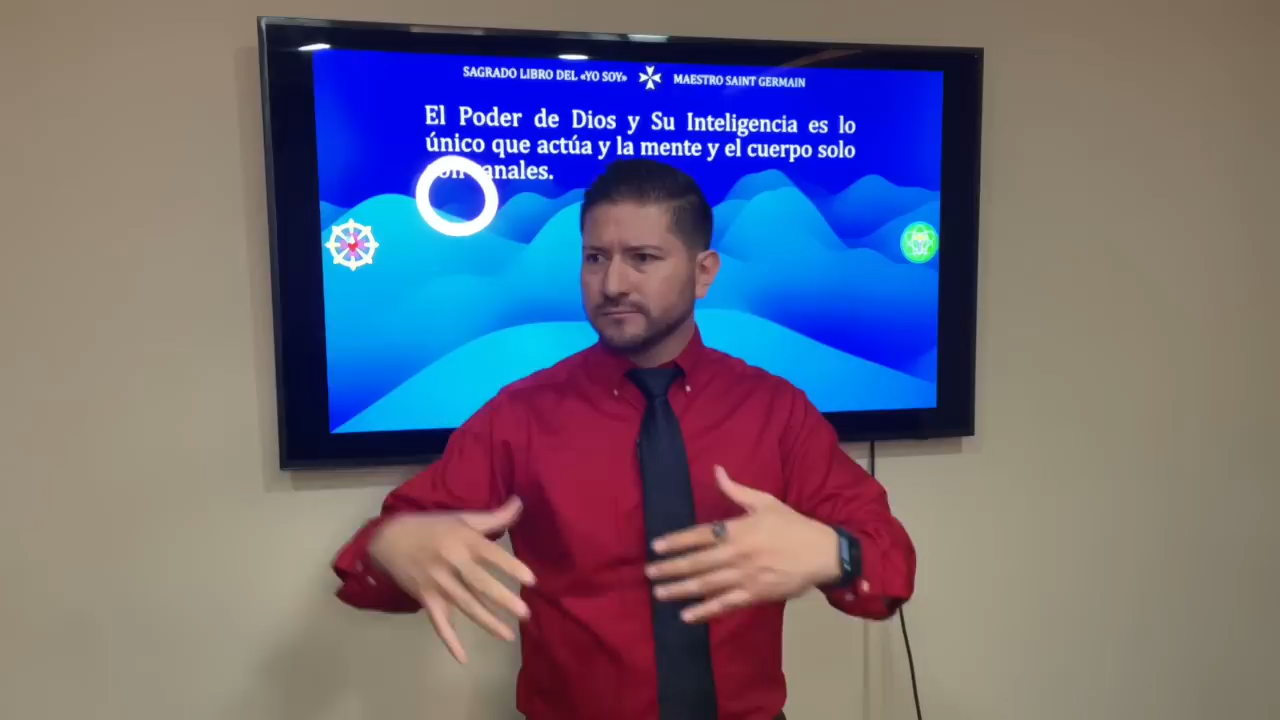 SAGRADO LIBRO DEL «YO SOY» MAESTRO SAINT GERMAIN
El Poder de Dios y Su Inteligencia es lo
único que actúa y la mente y el cuerpo solo
son canales.